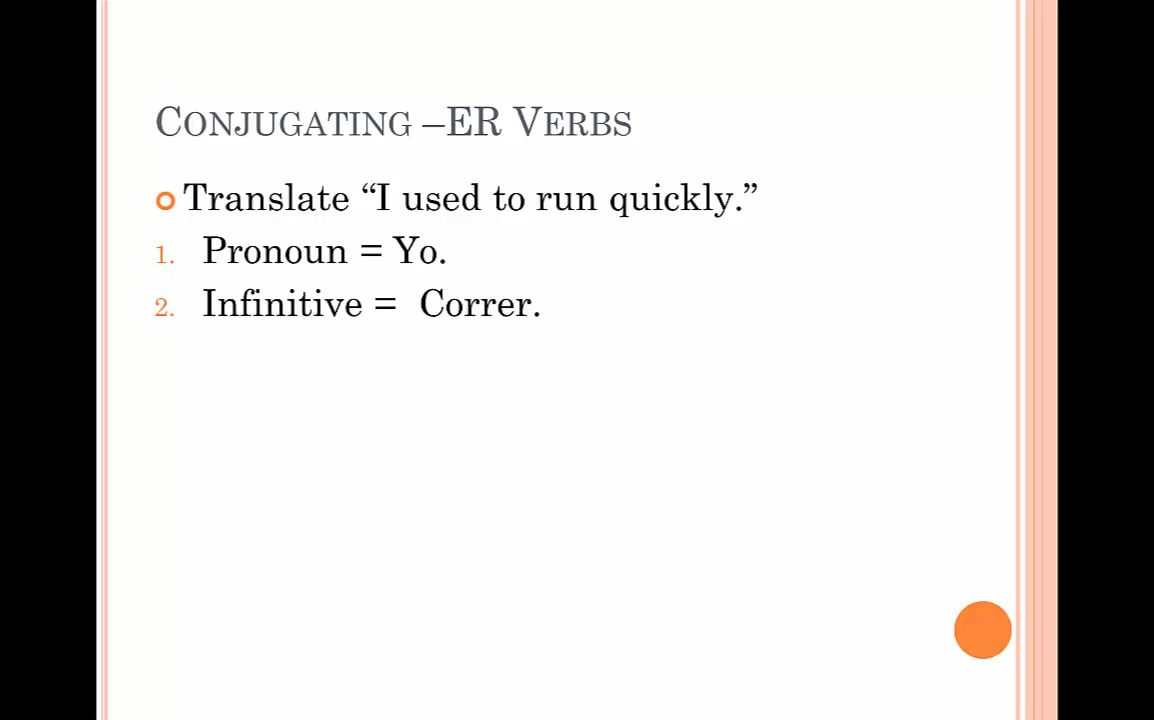 CONJUGATING –ER VERBS
Translate “I used to run quickly.”
1. Pronoun = Yo.
2. Infinitive = Correr.